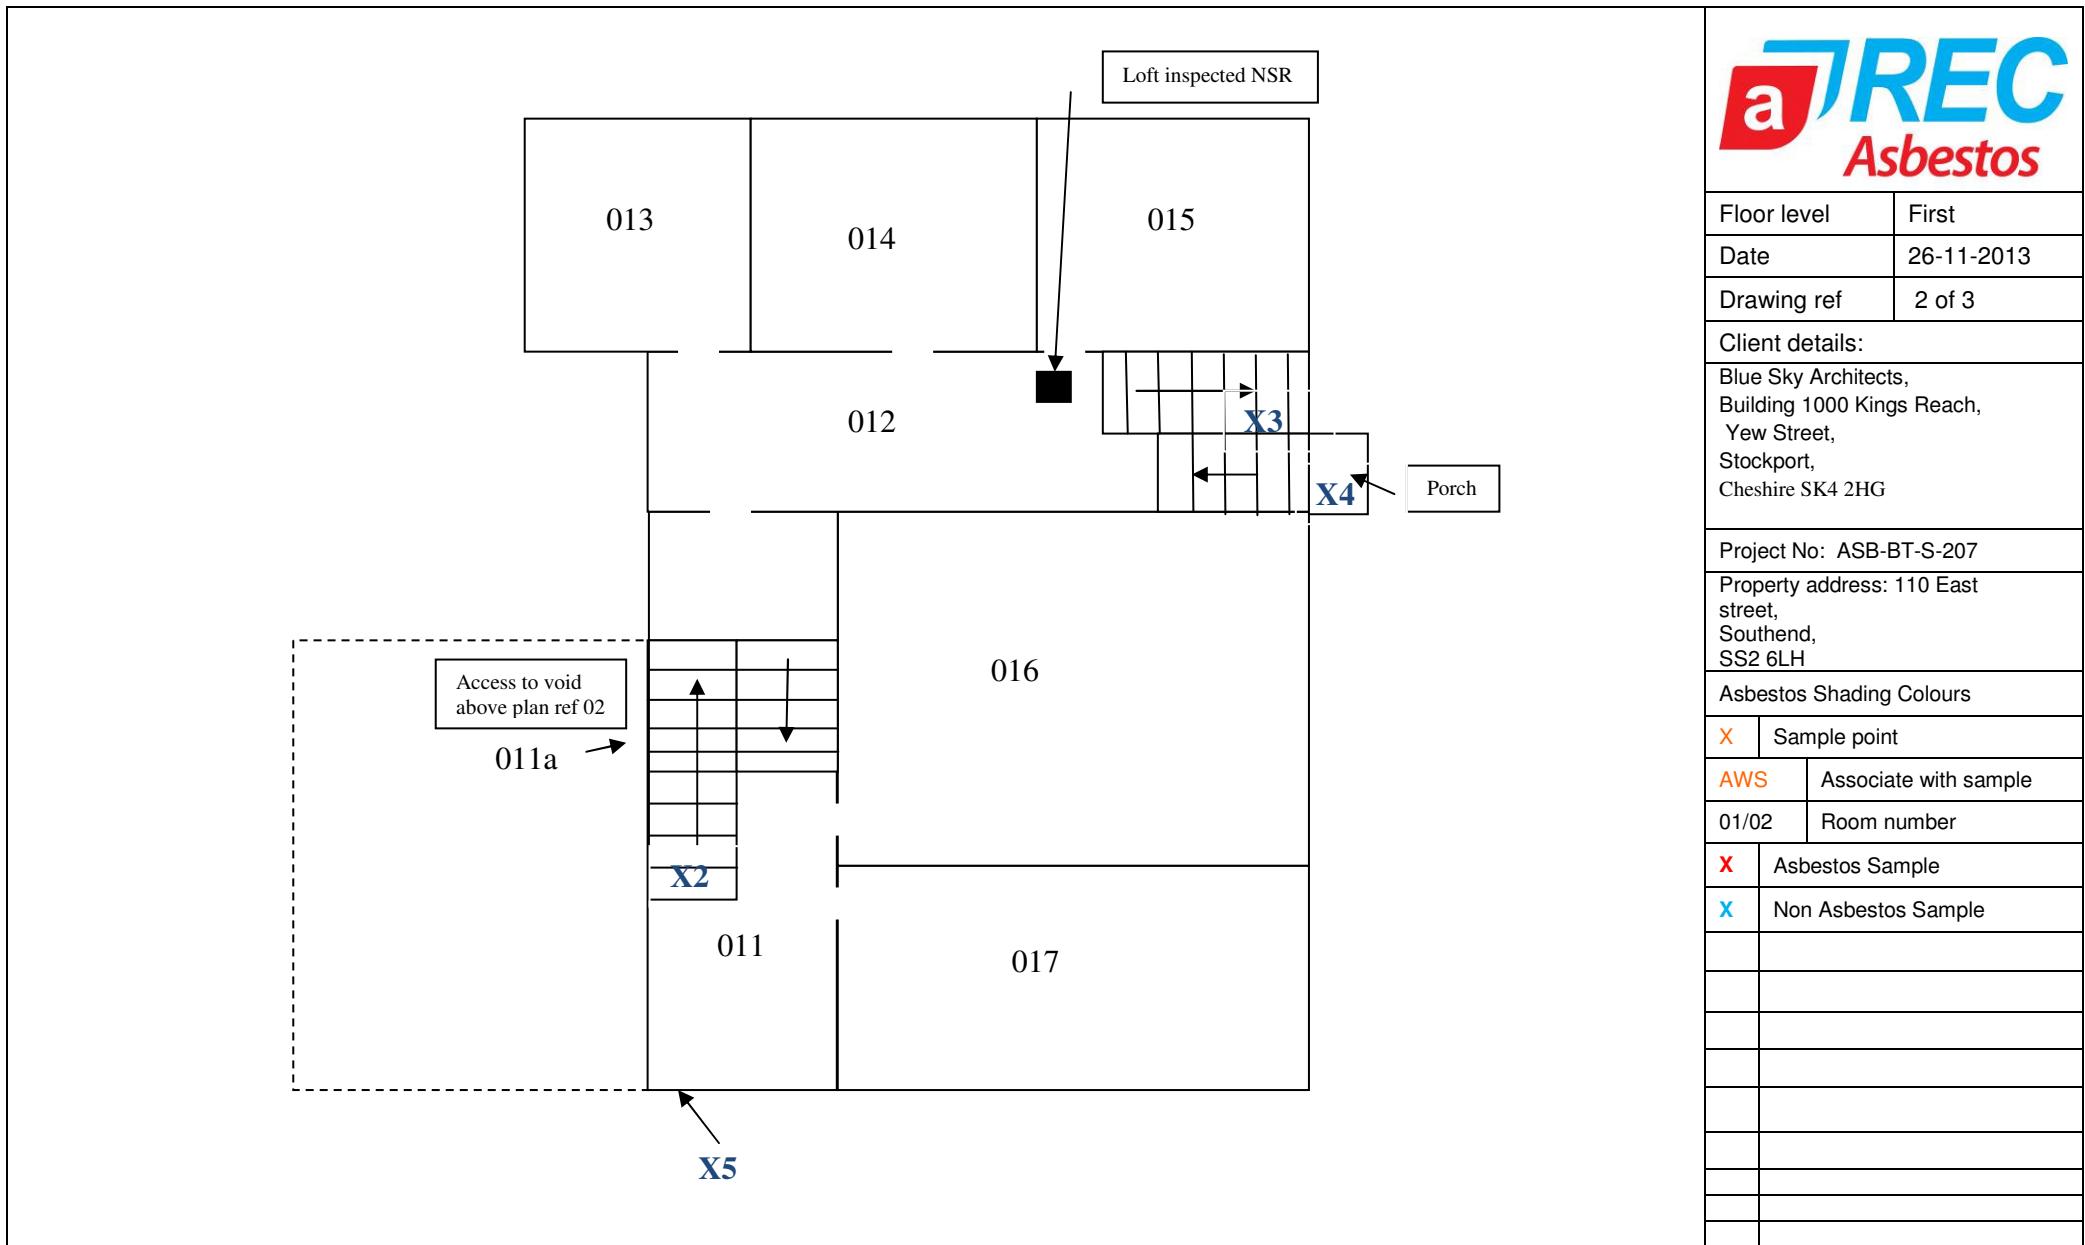 Loft inspected NSR
013
014
015
012
X3
X4
Porch
Access to void
above plan ref 02
011a
016
X2
011
017
X5
a REC
Asbestos
Floor level First
Date 26-11-2013
Drawing ref 2 of 3
Client details:
Blue Sky Architects,
Building 1000 Kings Reach,
Yew Street,
Stockport,
Cheshire SK4 2HG
Project No: ASB-BT-S-207
Property address: 110 East
street,
Southend,
SS2 6LH
Asbestos Shading Colours
X Sample point
AWS Associate with sample
01/02 Room number
X Asbestos Sample
X Non Asbestos Sample